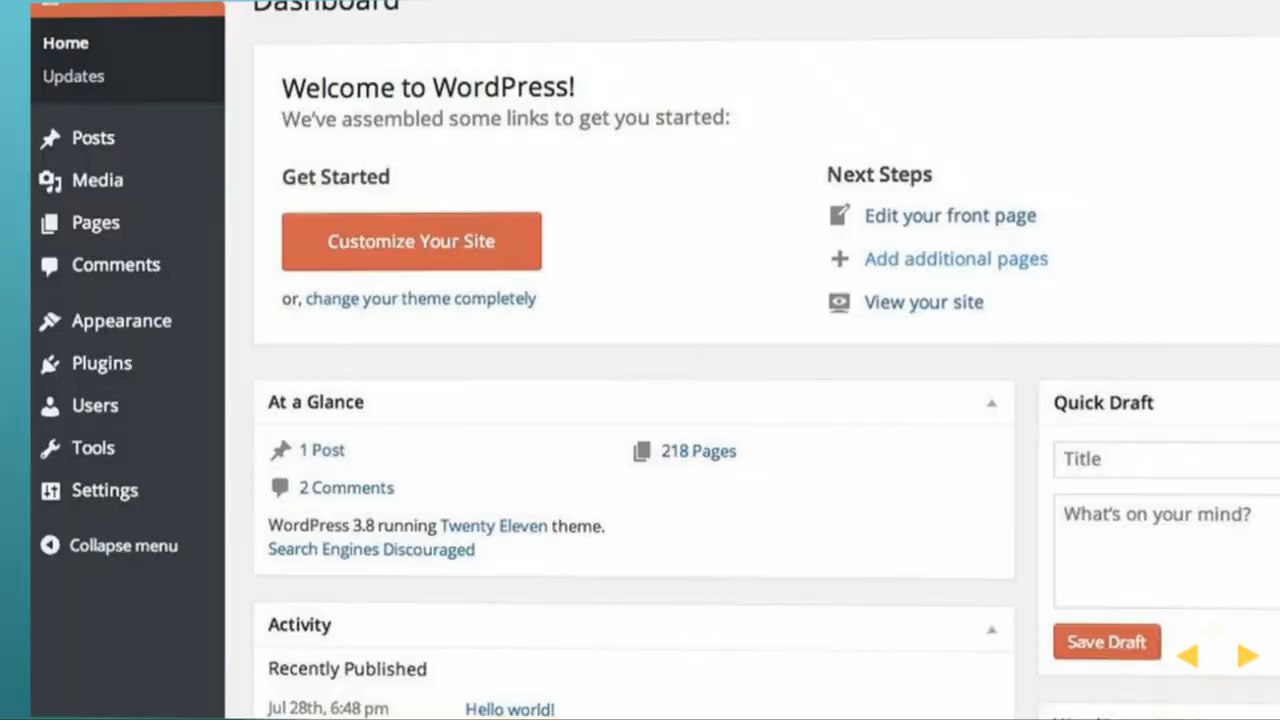 Dashboard
Home
Updates
Posts
Media
Pages
Comments
Appearance
Plugins
Users
Tools
Settings
Collapse menu
Welcome to WordPress!
We've assembled some links to get you started:
Get Started
Customize Your Site
or, change your theme completely
Next Steps
Edit your front page
Add additional pages
View your site
At a Glance
1 Post
218 Pages
2 Comments
WordPress 3.8 running Twenty Eleven theme.
Search Engines Discouraged
Activity
Recently Published
Jul 28th, 6:48 pm
Hello world!
Quick Draft
Title
What's on your mind?
Save Draft